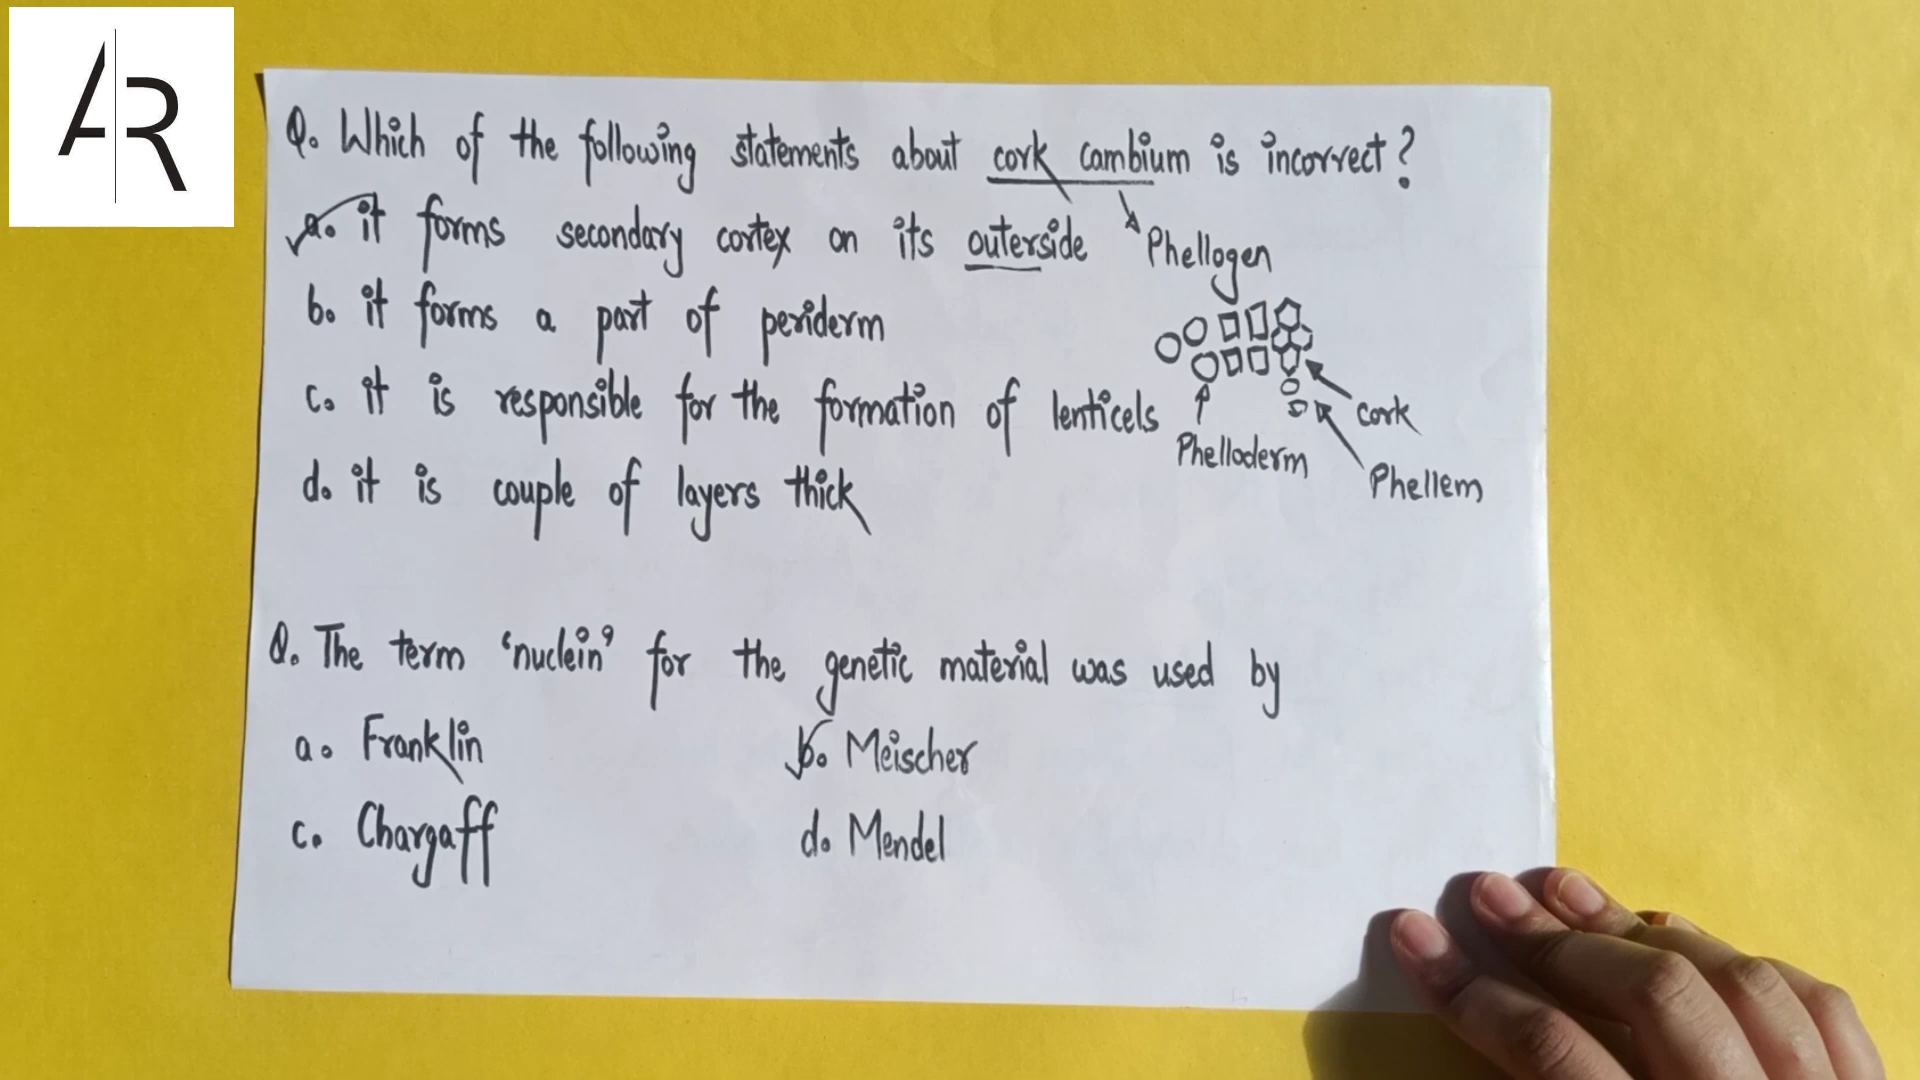 AR
Q. Which of the following statements about cork cambium is incorrect?
a. it forms secondary cortex on its outerside
Phellogen
b. it forms a part of periderm
c. it is responsible for the formation of lenticels
cork
Phelloderm
Phellem
d. it is couple of layers thick
Q. The term 'nuclein' for the genetic material was used by
a. Franklin b. Meischer
c. Chargaff d. Mendel